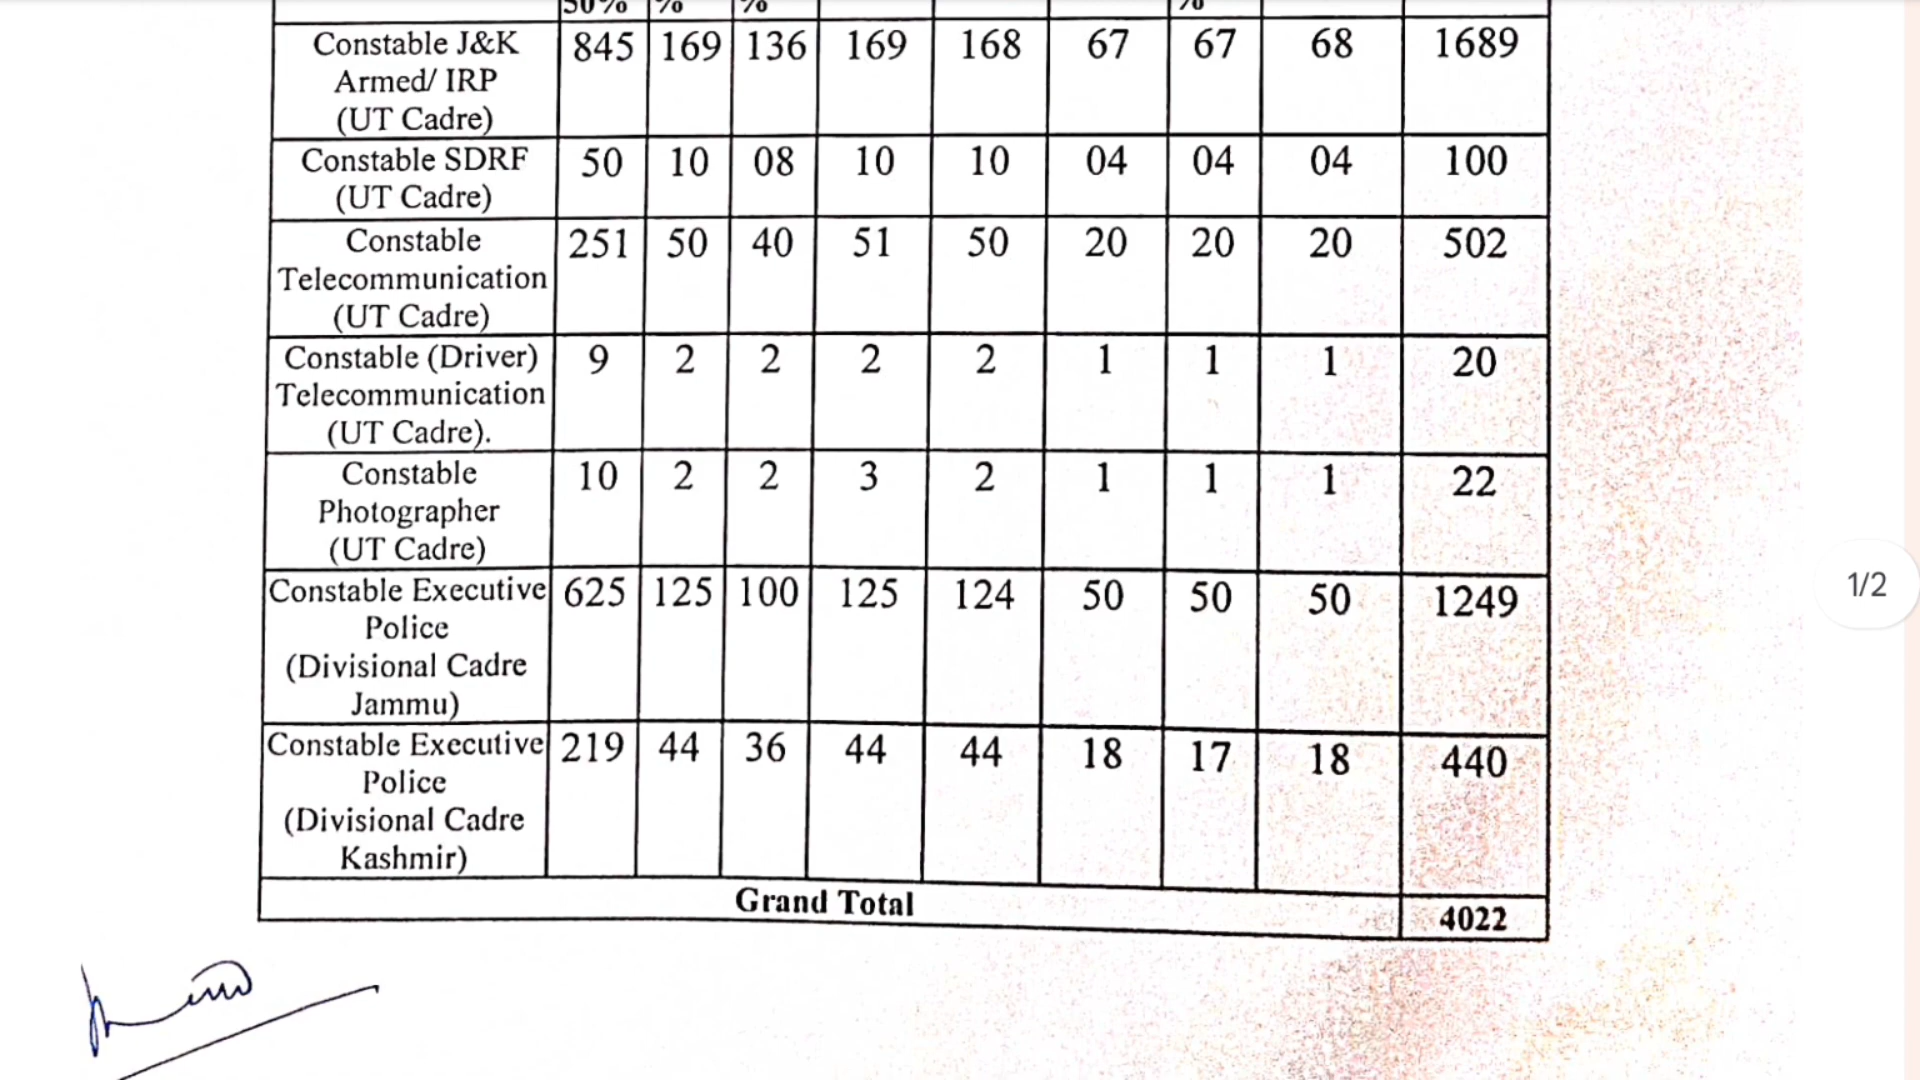 50% % % %
Constable J&K 845 169 136 169 168 67 67 68 1689
Armed/ IRP
(UT Cadre)
Constable SDRF 50 10 08 10 10 04 04 04 100
(UT Cadre)
Constable 251 50 40 51 50 20 20 20 502
Telecommunication
(UT Cadre)
Constable (Driver) 9 2 2 2 2 1 1 1 20
Telecommunication
(UT Cadre).
Constable 10 2 2 3 2 1 1 1 22
Photographer
(UT Cadre)
Constable Executive 625 125 100 125 124 50 50 50 1249
Police
(Divisional Cadre
Jammu)
Constable Executive 219 44 36 44 44 18 17 18 440
Police
(Divisional Cadre
Kashmir)
Grand Total 4022
1/2